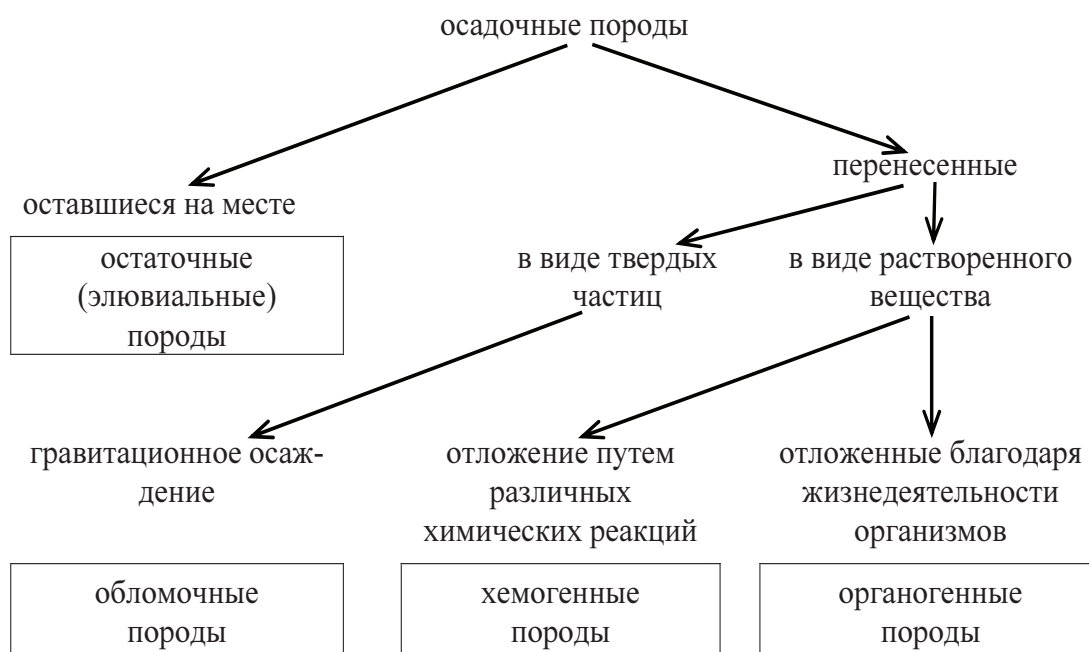 осадочные породы
перенесенные
оставшиеся на месте
остаточные
(элювиальные)
породы
в виде твердых
частиц
в виде растворенного
вещества
гравитационное осаж-
дение
отложение путем
различных
химических реакций
отложенные благодаря
жизнедеятельности
организмов
обломочные
породы
хемогенные
породы
органогенные
породы